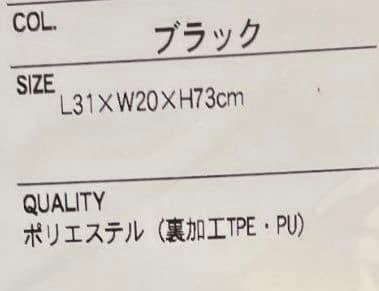 COL.
ブラック
SIZE
L31×W20×H73cm
QUALITY
ポリエステル（裏加工TPE・PU）